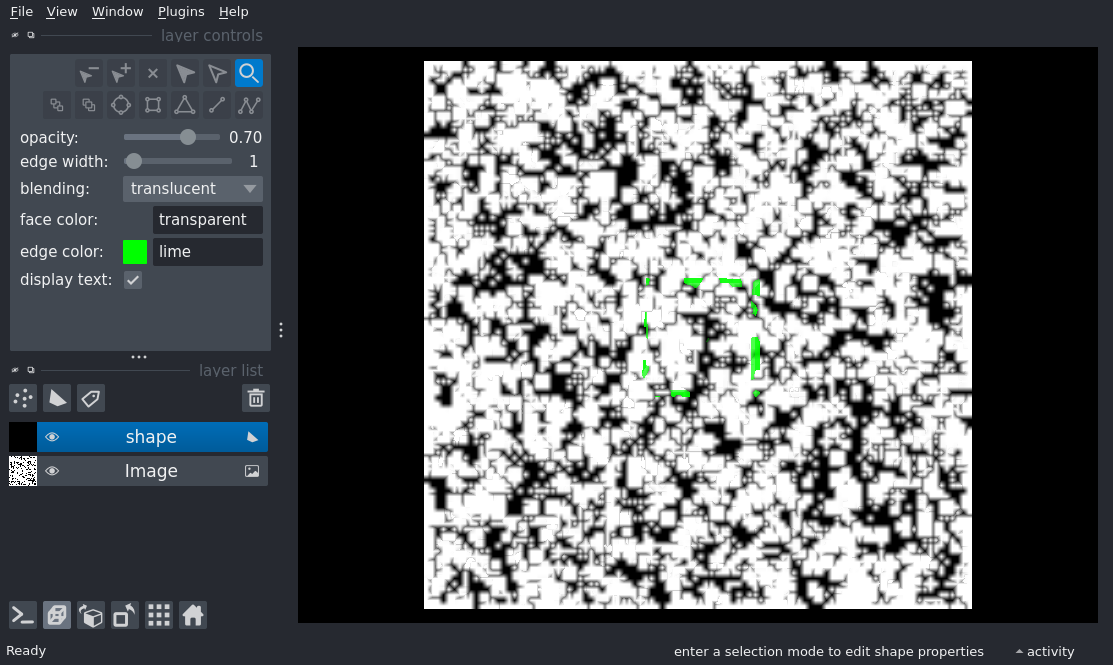 File View Window Plugins Help
layer controls
opacity: 0.70
edge width: 1
blending: translucent
face color: transparent
edge color: lime
display text:
layer list
shape
Image
Ready
enter a selection mode to edit shape properties
activity